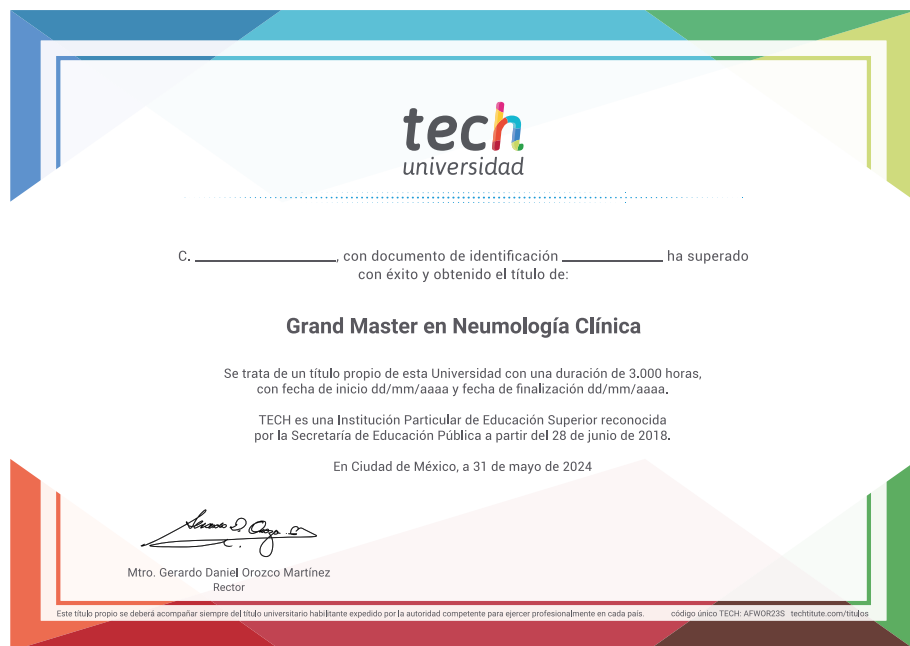 tech
universidad
C. ____________________, con documento de identificación ______________ ha superado
con éxito y obtenido el título de:
Grand Master en Neumología Clínica
Se trata de un título propio de esta Universidad con una duración de 3.000 horas,
con fecha de inicio dd/mm/aaaa y fecha de finalización dd/mm/aaaa.
TECH es una Institución Particular de Educación Superior reconocida
por la Secretaría de Educación Pública a partir del 28 de junio de 2018.
En Ciudad de México, a 31 de mayo de 2024
Mtro. Gerardo Daniel Orozco Martínez
Rector
Este título propio se deberá acompañar siempre del título universitario habilitante expedido por la autoridad competente para ejercer profesionalmente en cada país. código único TECH: AFWOR23S techtitute.com/titulos